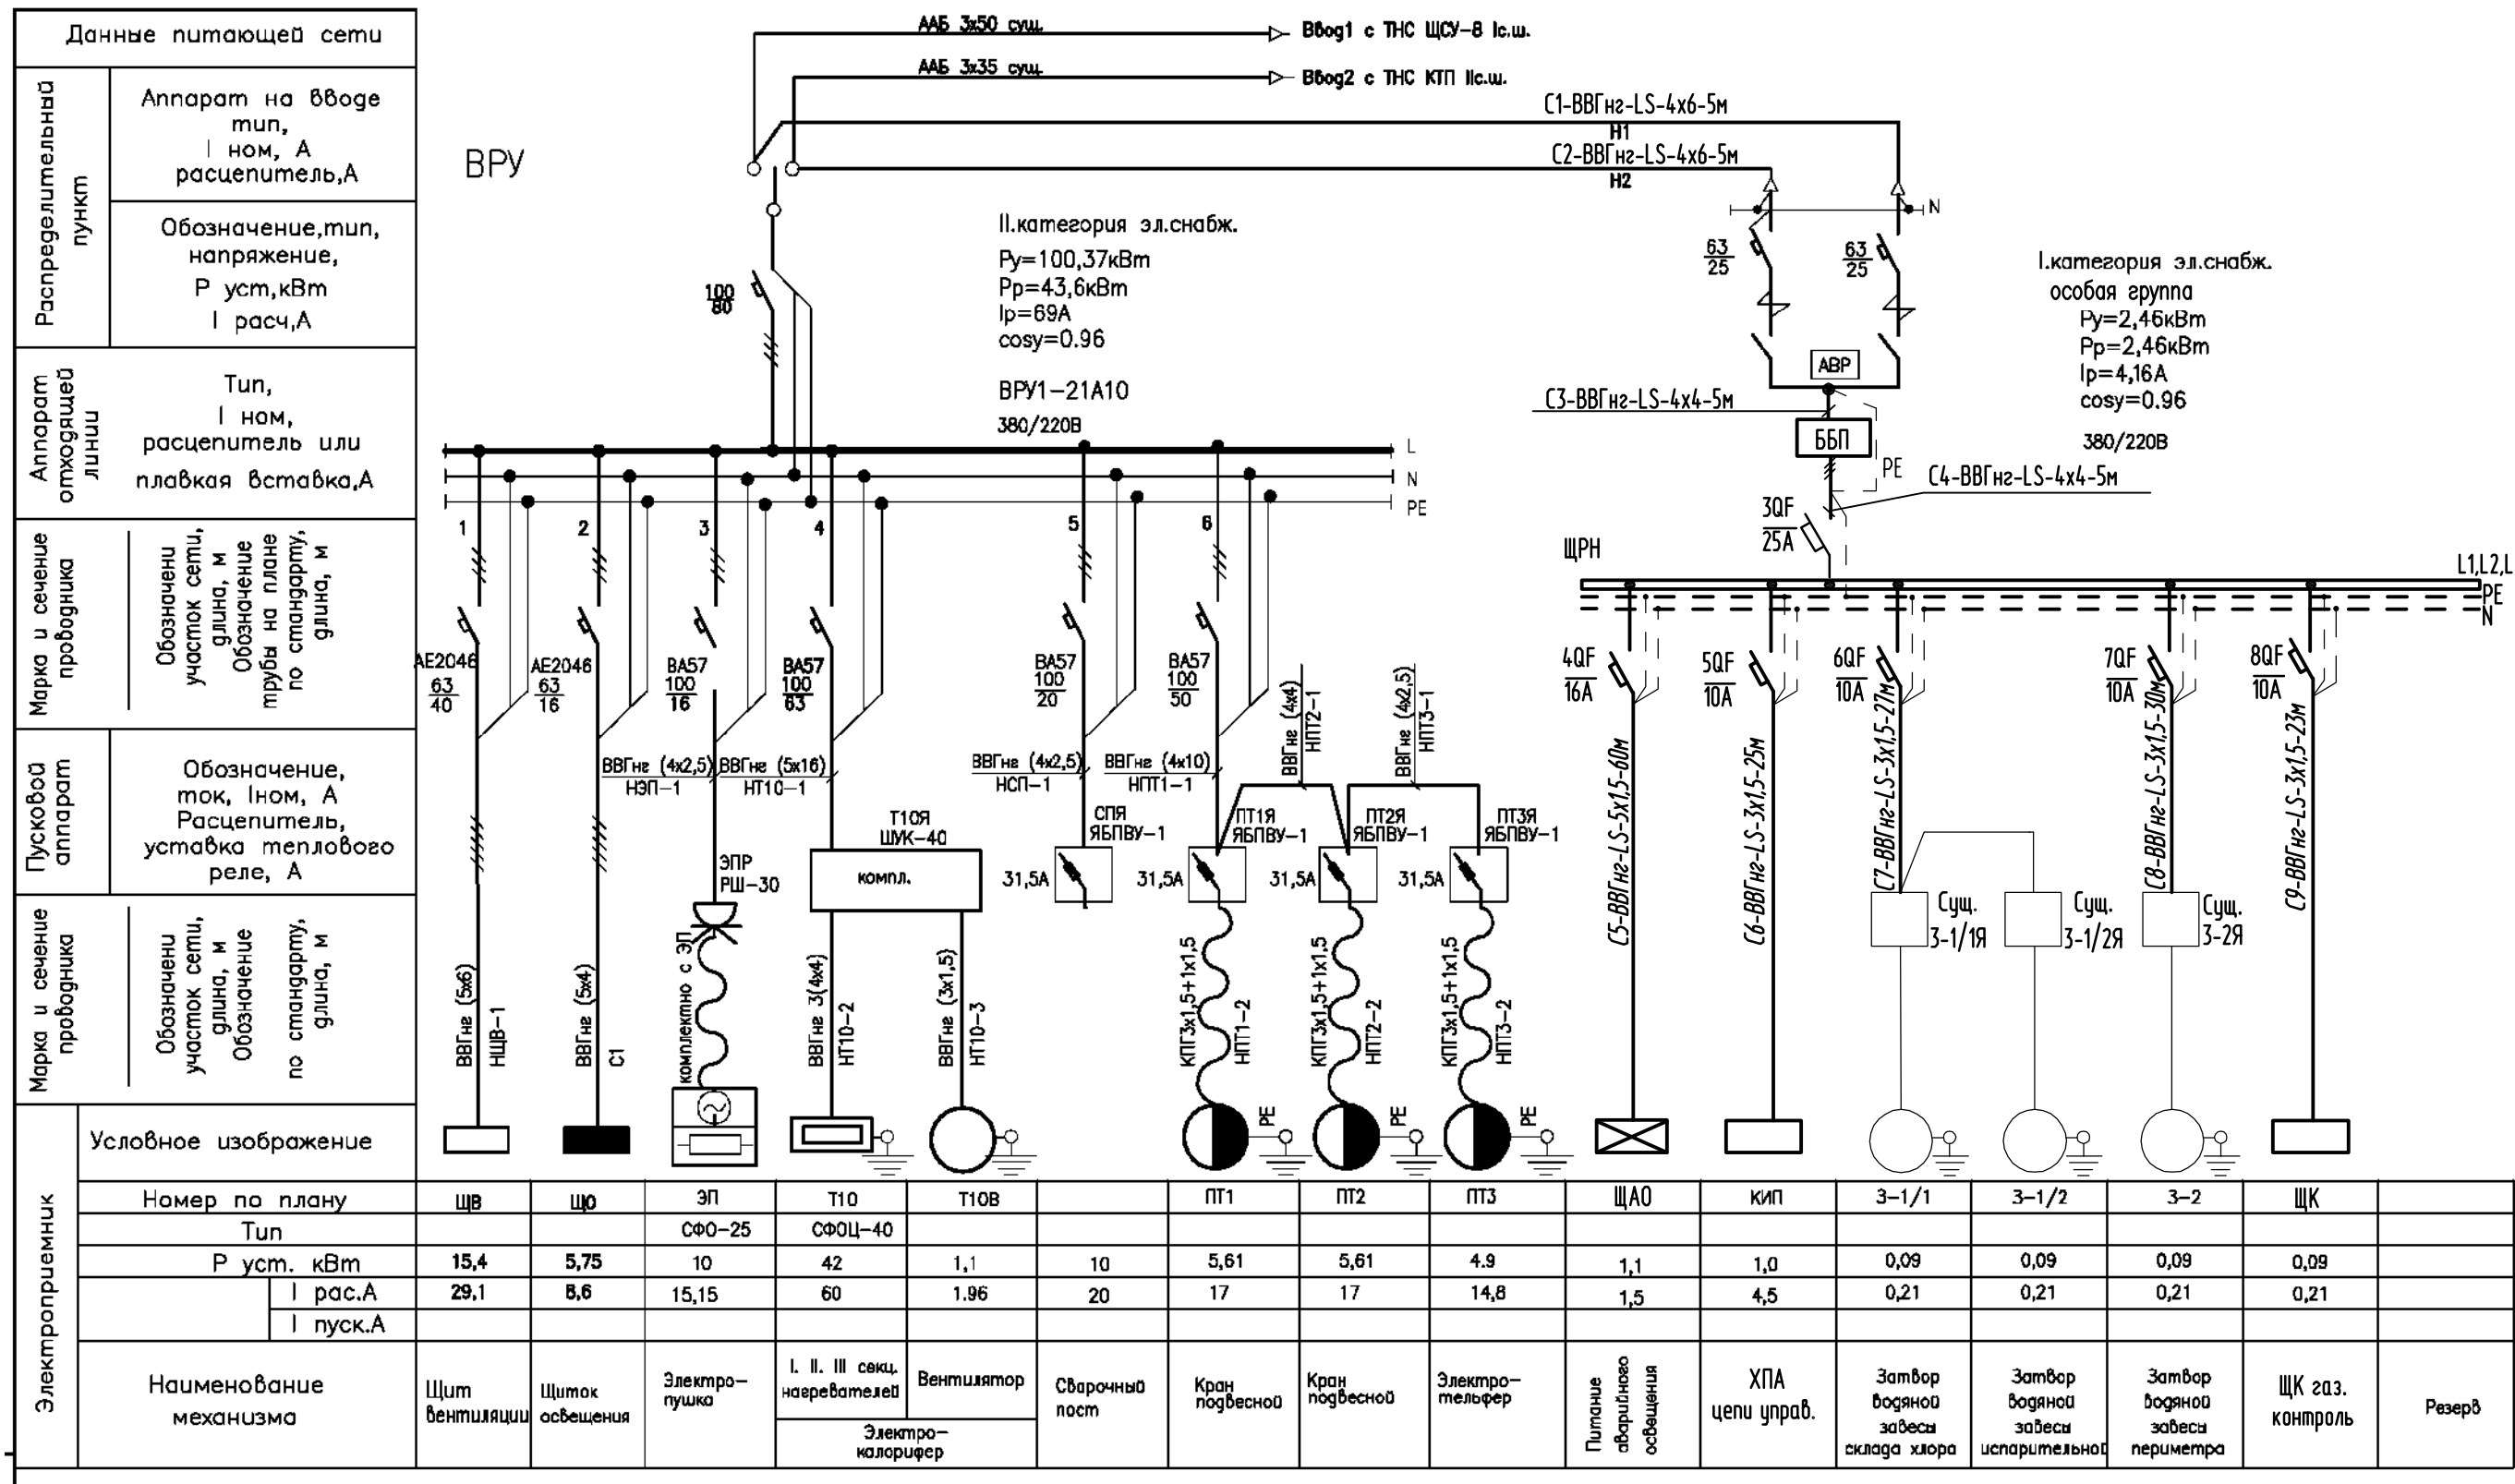 Данные питающей сети
Распределительный
пункт
Аппарат на вводе
тип,
I ном, А
расцепитель,А
Обозначение,тип,
напряжение,
Р уст,кВт
I расч,А
Аппарат
отходящей
линии
Тип,
I ном,
расцепитель или
плавкая вставка,А
Марка и сечение
проводника
Обозначени
участок сети,
длина, м
Обозначение
трубы на плане
по стандарту,
длина, м
Пусковой
аппарат
Обозначение,
ток, Iном, А
Расцепитель,
уставка теплового
реле, А
Марка и сечение
проводника
Обозначени
участок сети,
длина, м
Обозначение
по стандарту,
длина, м
ААБ 3х50 сущ.
Ввод1 с ТНС ЩСУ-8 Iс.ш.
ААБ 3х35 сущ.
Ввод2 с ТНС КТП IIс.ш.
С1-ВВГнг-LS-4х6-5м
Н1
С2-ВВГнг-LS-4х6-5м
Н2
ВРУ
100
80
II.категория эл.снабж.
Ру=100,37кВт
Рр=43,6кВт
Iр=69А
cosy=0.96
ВРУ1-21А10
380/220В
L
N
PE
N
63
25
63
25
АВР
I.категория эл.снабж.
особая группа
Ру=2,46кВт
Рр=2,46кВт
Iр=4,16А
cosy=0.96
380/220В
С3-ВВГнг-LS-4х4-5м
ББП
PE
С4-ВВГнг-LS-4х4-5м
3QF
25А
ЩРН
L1,L2,L
PE
N
1
2
3
4
5
6
АЕ2046
63
40
АЕ2046
63
16
ВА57
100
16
ВА57
100
63
ВА57
100
20
ВА57
100
50
4QF
16А
5QF
10А
6QF
10А
7QF
10А
8QF
10А
ВВГнг (4х2,5)
НЭП-1
ВВГнг (5х16)
НТ10-1
ВВГнг (4х2,5)
НСП-1
ВВГнг (4х10)
НПТ1-1
ВВГнг (4х4)
НПТ2-1
ВВГнг (4х2,5)
НПТ3-1
ЭПР
РШ-30
Т10Я
ШУК-40
компл.
СПЯ
ЯБПВУ-1
31,5А
ПТ1Я
ЯБПВУ-1
31,5А
ПТ2Я
ЯБПВУ-1
31,5А
ПТ3Я
ЯБПВУ-1
31,5А
С5-ВВГнг-LS-5х1,5-60м
С6-ВВГнг-LS-3х1,5-25м
С7-ВВГнг-LS-3х1,5-27м
С8-ВВГнг-LS-3х1,5-30м
С9-ВВГнг-LS-3х1,5-23м
Сущ.
3-1/1Я
Сущ.
3-1/2Я
Сущ.
3-2Я
ВВГнг (5х6)
НЩВ-1
ВВГнг (5х4)
С1
комплектно с ЭП
ВВГнг 3(4х4)
НТ10-2
ВВГнг (3х1,5)
НТ10-3
КПГ3х1,5+1х1,5
НПТ1-2
КПГ3х1,5+1х1,5
НПТ2-2
КПГ3х1,5+1х1,5
НПТ3-2
PE
PE
PE
Электроприемник
Условное изображение
Номер по плану ЩВ ЩО ЭП Т10 Т10В ПТ1 ПТ2 ПТ3 ЩАО КИП 3-1/1 3-1/2 3-2 ЩК
Тип СФО-25 СФОЦ-40
Р уст. кВт 15,4 5,75 10 42 1,1 10 5,61 5,61 4.9 1,1 1,0 0,09 0,09 0,09 0,09
I рас.А 29,1 8,6 15,15 60 1.96 20 17 17 14,8 1,5 4,5 0,21 0,21 0,21 0,21
I пуск.А
Наименование
механизма
Щит
вентиляции
Щиток
освещения
Электро-
пушка
I. II. III секц.
нагревателей
Вентилятор
Электро-
калорифер
Сварочный
пост
Кран
подвесной
Кран
подвесной
Электро-
тельфер
Питание
аварийного
освещения
ХПА
цепи управ.
Затвор
водяной
завесы
склада хлора
Затвор
водяной
завесы
испарительной
Затвор
водяной
завесы
периметра
ЩК газ.
контроль
Резерв